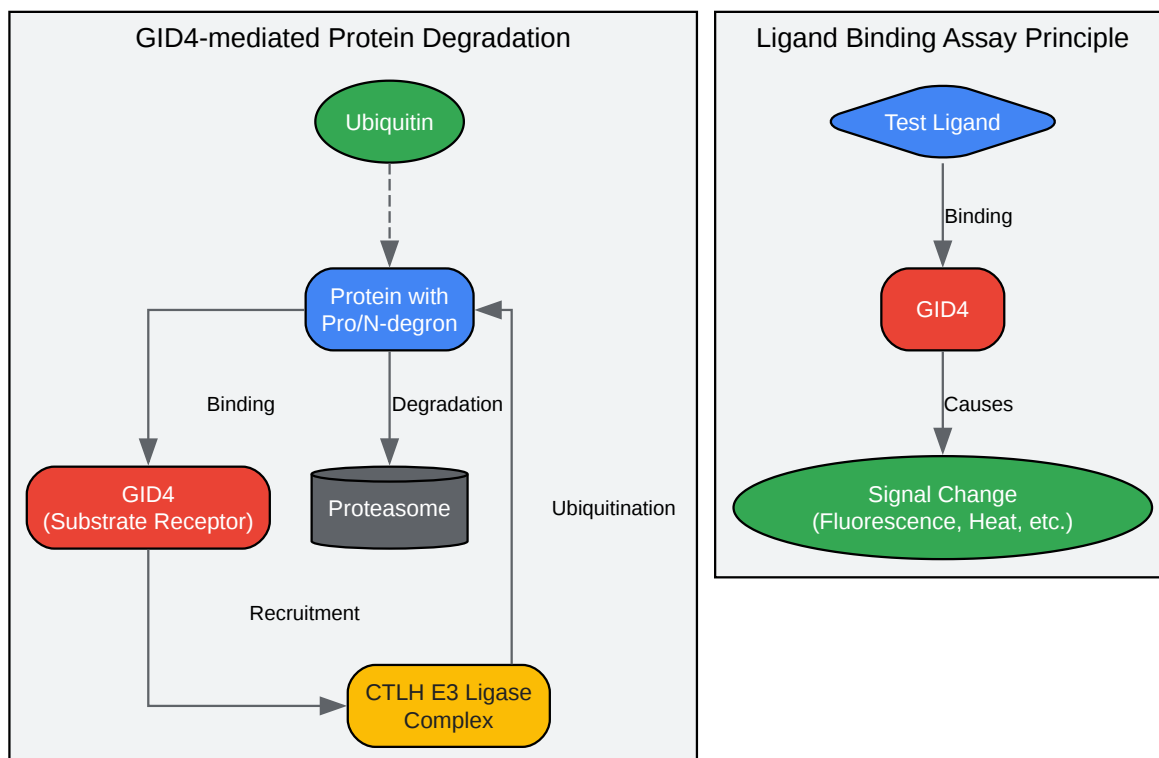 GID4-mediated Protein Degradation
Ubiquitin
Protein with
Pro/N-degron
Binding
Degradation
GID4
(Substrate Receptor)
Proteasome
Ubiquitination
Recruitment
CTLH E3 Ligase
Complex
Ligand Binding Assay Principle
Test Ligand
Binding
GID4
Causes
Signal Change
(Fluorescence, Heat, etc.)